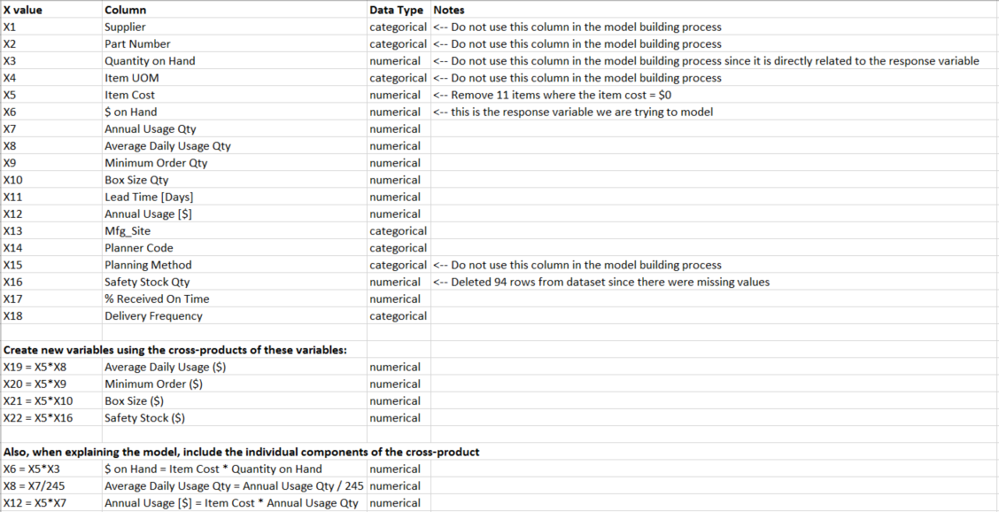 X value Column Data Type Notes
X1 Supplier categorical <-- Do not use this column in the model building process
X2 Part Number categorical <-- Do not use this column in the model building process
X3 Quantity on Hand numerical <-- Do not use this column in the model building process since it is directly related to the response variable
X4 Item UOM categorical <-- Do not use this column in the model building process
X5 Item Cost numerical <-- Remove 11 items where the item cost = $0
X6 $ on Hand numerical <-- this is the response variable we are trying to model
X7 Annual Usage Qty numerical
X8 Average Daily Usage Qty numerical
X9 Minimum Order Qty numerical
X10 Box Size Qty numerical
X11 Lead Time [Days] numerical
X12 Annual Usage [$] numerical
X13 Mfg_Site categorical
X14 Planner Code categorical
X15 Planning Method categorical <-- Do not use this column in the model building process
X16 Safety Stock Qty numerical <-- Deleted 94 rows from dataset since there were missing values
X17 % Received On Time numerical
X18 Delivery Frequency categorical
Create new variables using the cross-products of these variables:
X19 = X5*X8 Average Daily Usage ($) numerical
X20 = X5*X9 Minimum Order ($) numerical
X21 = X5*X10 Box Size ($) numerical
X22 = X5*X16 Safety Stock ($) numerical
Also, when explaining the model, include the individual components of the cross-product
X6 = X5*X3 $ on Hand = Item Cost * Quantity on Hand numerical
X8 = X7/245 Average Daily Usage Qty = Annual Usage Qty / 245 numerical
X12 = X5*X7 Annual Usage [$] = Item Cost * Annual Usage Qty numerical